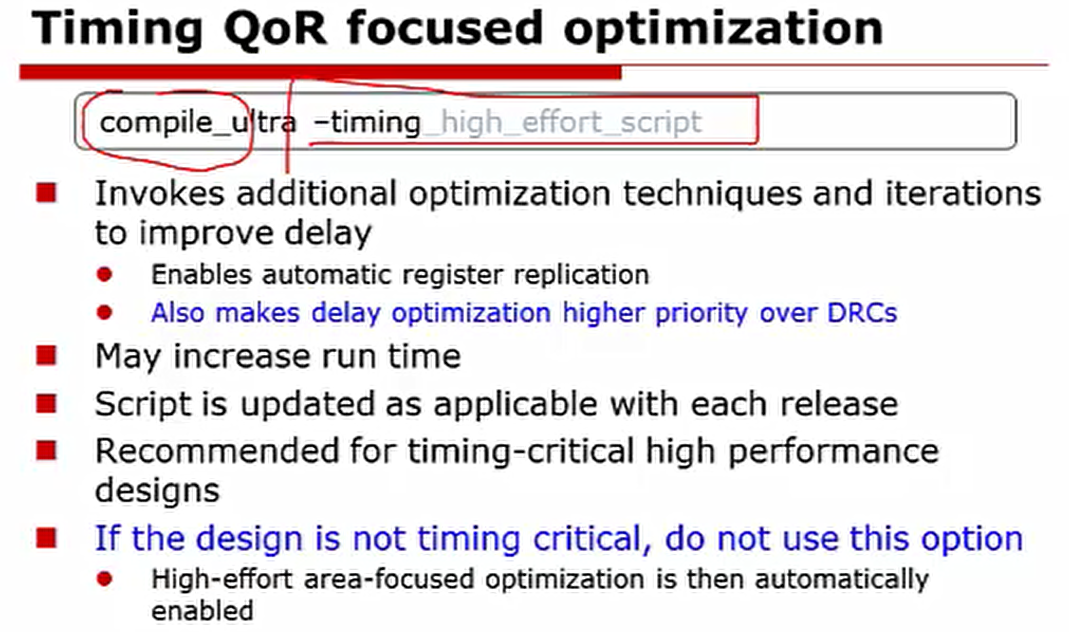 Timing QoR focused optimization
compile_ultra –timing_high_effort_script
Invokes additional optimization techniques and iterations
to improve delay
Enables automatic register replication
Also makes delay optimization higher priority over DRCs
May increase run time
Script is updated as applicable with each release
Recommended for timing-critical high performance
designs
If the design is not timing critical, do not use this option
High-effort area-focused optimization is then automatically
enabled